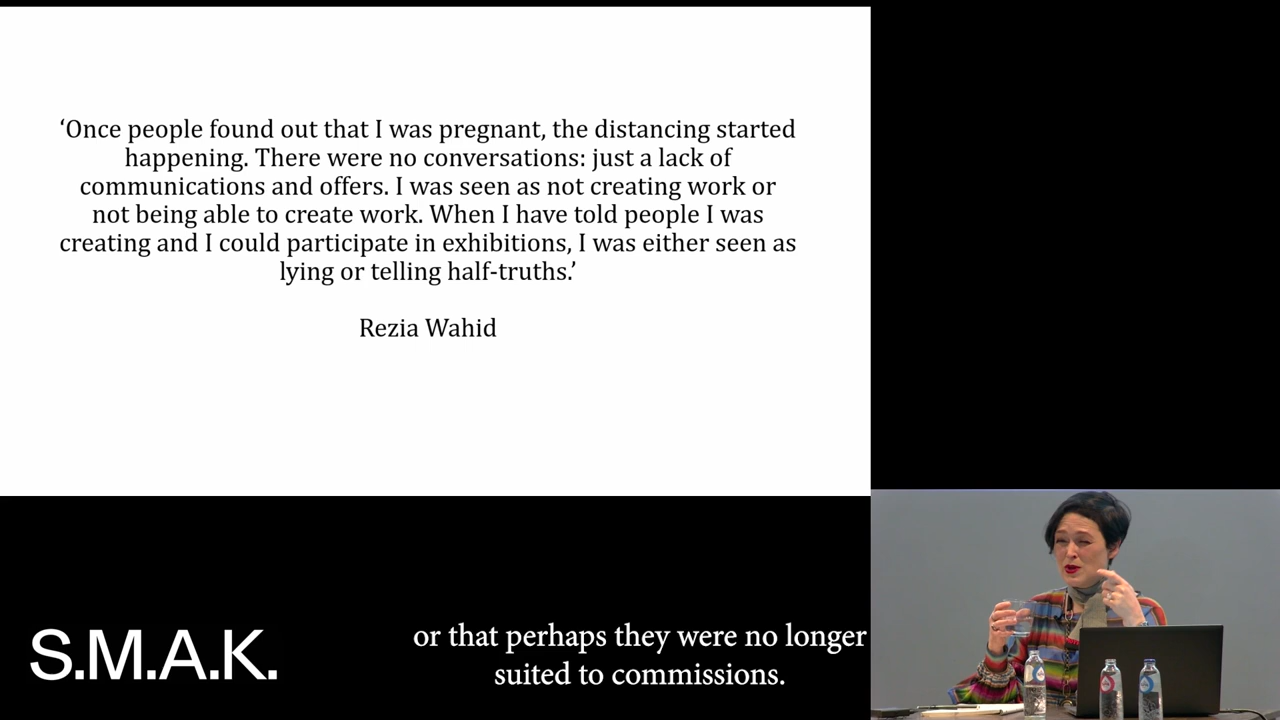 ‘Once people found out that I was pregnant, the distancing started
happening. There were no conversations: just a lack of
communications and offers. I was seen as not creating work or
not being able to create work. When I have told people I was
creating and I could participate in exhibitions, I was either seen as
lying or telling half-truths.’
Rezia Wahid
S.M.A.K.
or that perhaps they were no longer
suited to commissions.